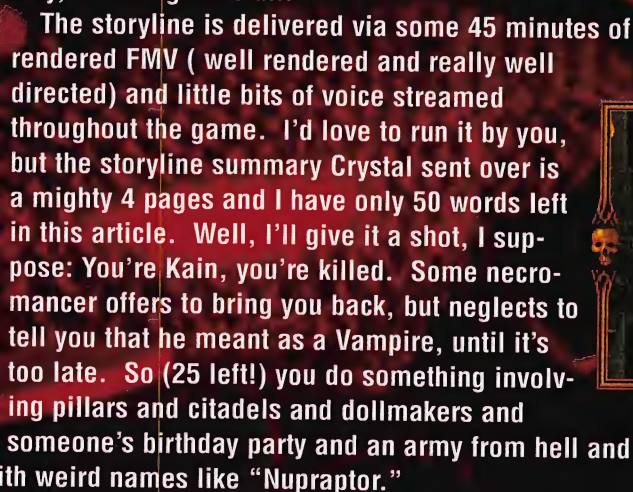 The storyline is delivered via some 45 minutes of
rendered FMV ( well rendered and really well
directed) and little bits of voice streamed
throughout the game.  I'd love to run it by you,
but the storyline summary Crystal sent over is
a mighty 4 pages and I have only 50 words left
in this article.  Well, I'll give it a shot, I sup-
pose: You're Kain, you're killed.  Some necro-
mancer offers to bring you back, but neglects to
tell you that he meant as a Vampire, until it's
too late.  So (25 left!) you do something involv-
ing pillars and citadels and dollmakers and
someone's birthday party and an army from hell and
weird names like "Nupraptor."